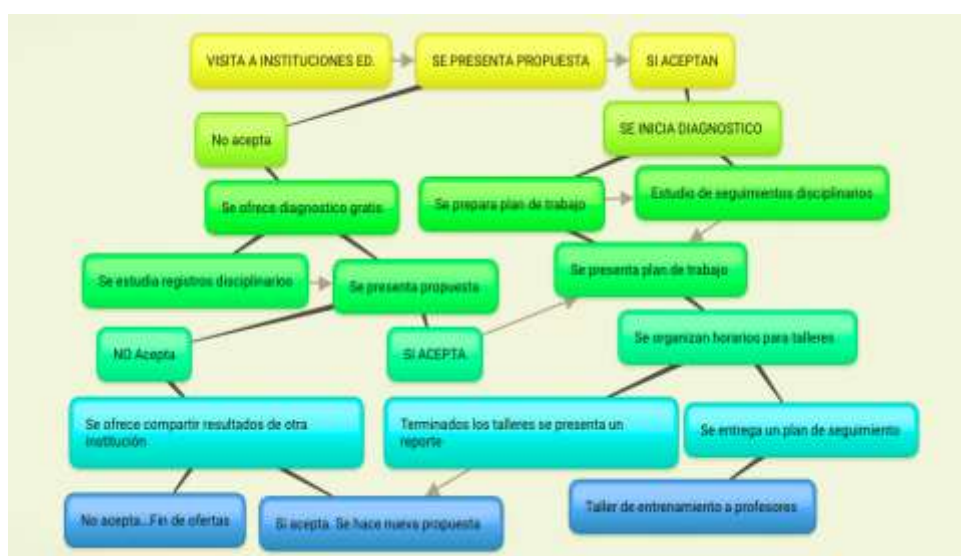 VISITA A INSTITUCIONES ED.
SE PRESENTA PROPUESTA
SI ACEPTAN
No acepta
SE INICIA DIAGNOSTICO
Se ofrece diagnostico gratis
Se prepara plan de trabajo
Estudio de seguimientos disciplinarios
Se estudia registros disciplinarios
Se presenta propuesta
Se presenta plan de trabajo
NO Acepta
SI ACEPTA
Se organizan horarios para talleres
Se ofrece compartir resultados de otra
institución
Terminados los talleres se presenta un
reporte
Se entrega un plan de seguimiento
No acepta...Fin de ofertas
Si acepta. Se hace nueva propuesta
Taller de entrenamiento a profesores